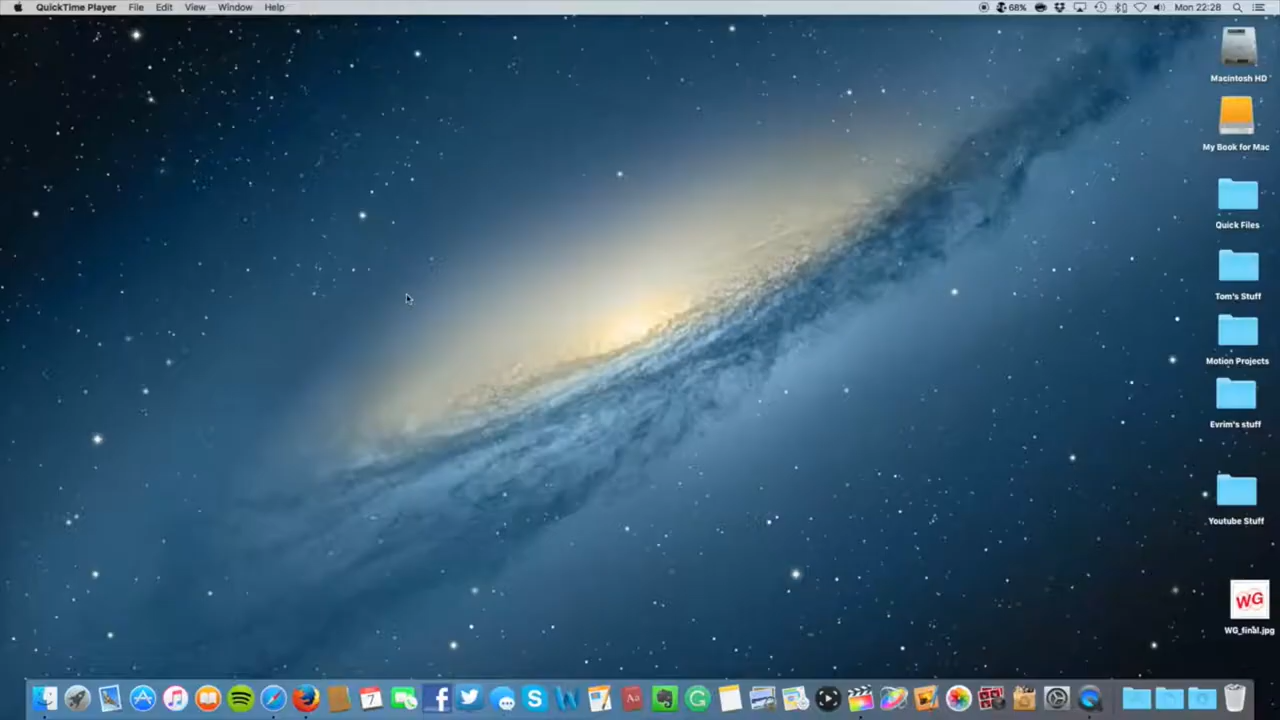 QuickTime Player File Edit View Window Help 68% Mon 22:28
Macintosh HD
My Book for Mac
Quick Files
Tom's Stuff
Motion Projects
Evrim's stuff
Youtube Stuff
WG
WG_final.jpg
7